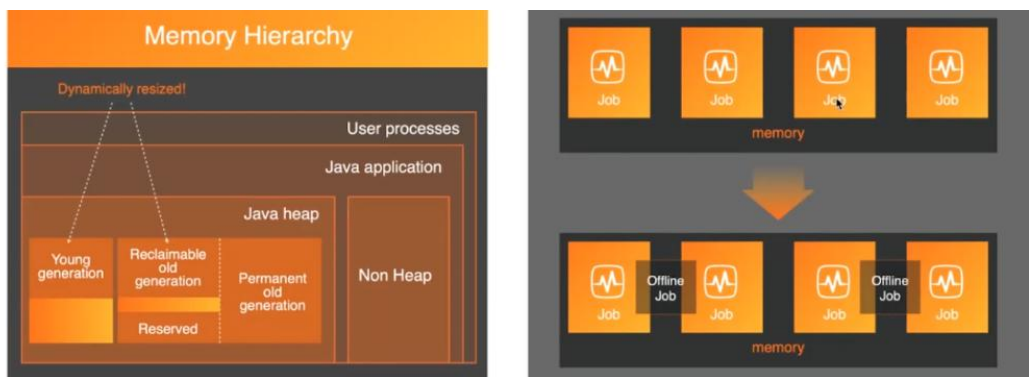 Memory Hierarchy
Dynamically resized!
User processes
Java application
Java heap
Young
generation
Reclaimable
old
generation
Reserved
Permanent
old
generation
Non Heap
Job
Job
Job
Job
memory
Job
Offline
Job
Job
Job
Offline
Job
Job
memory